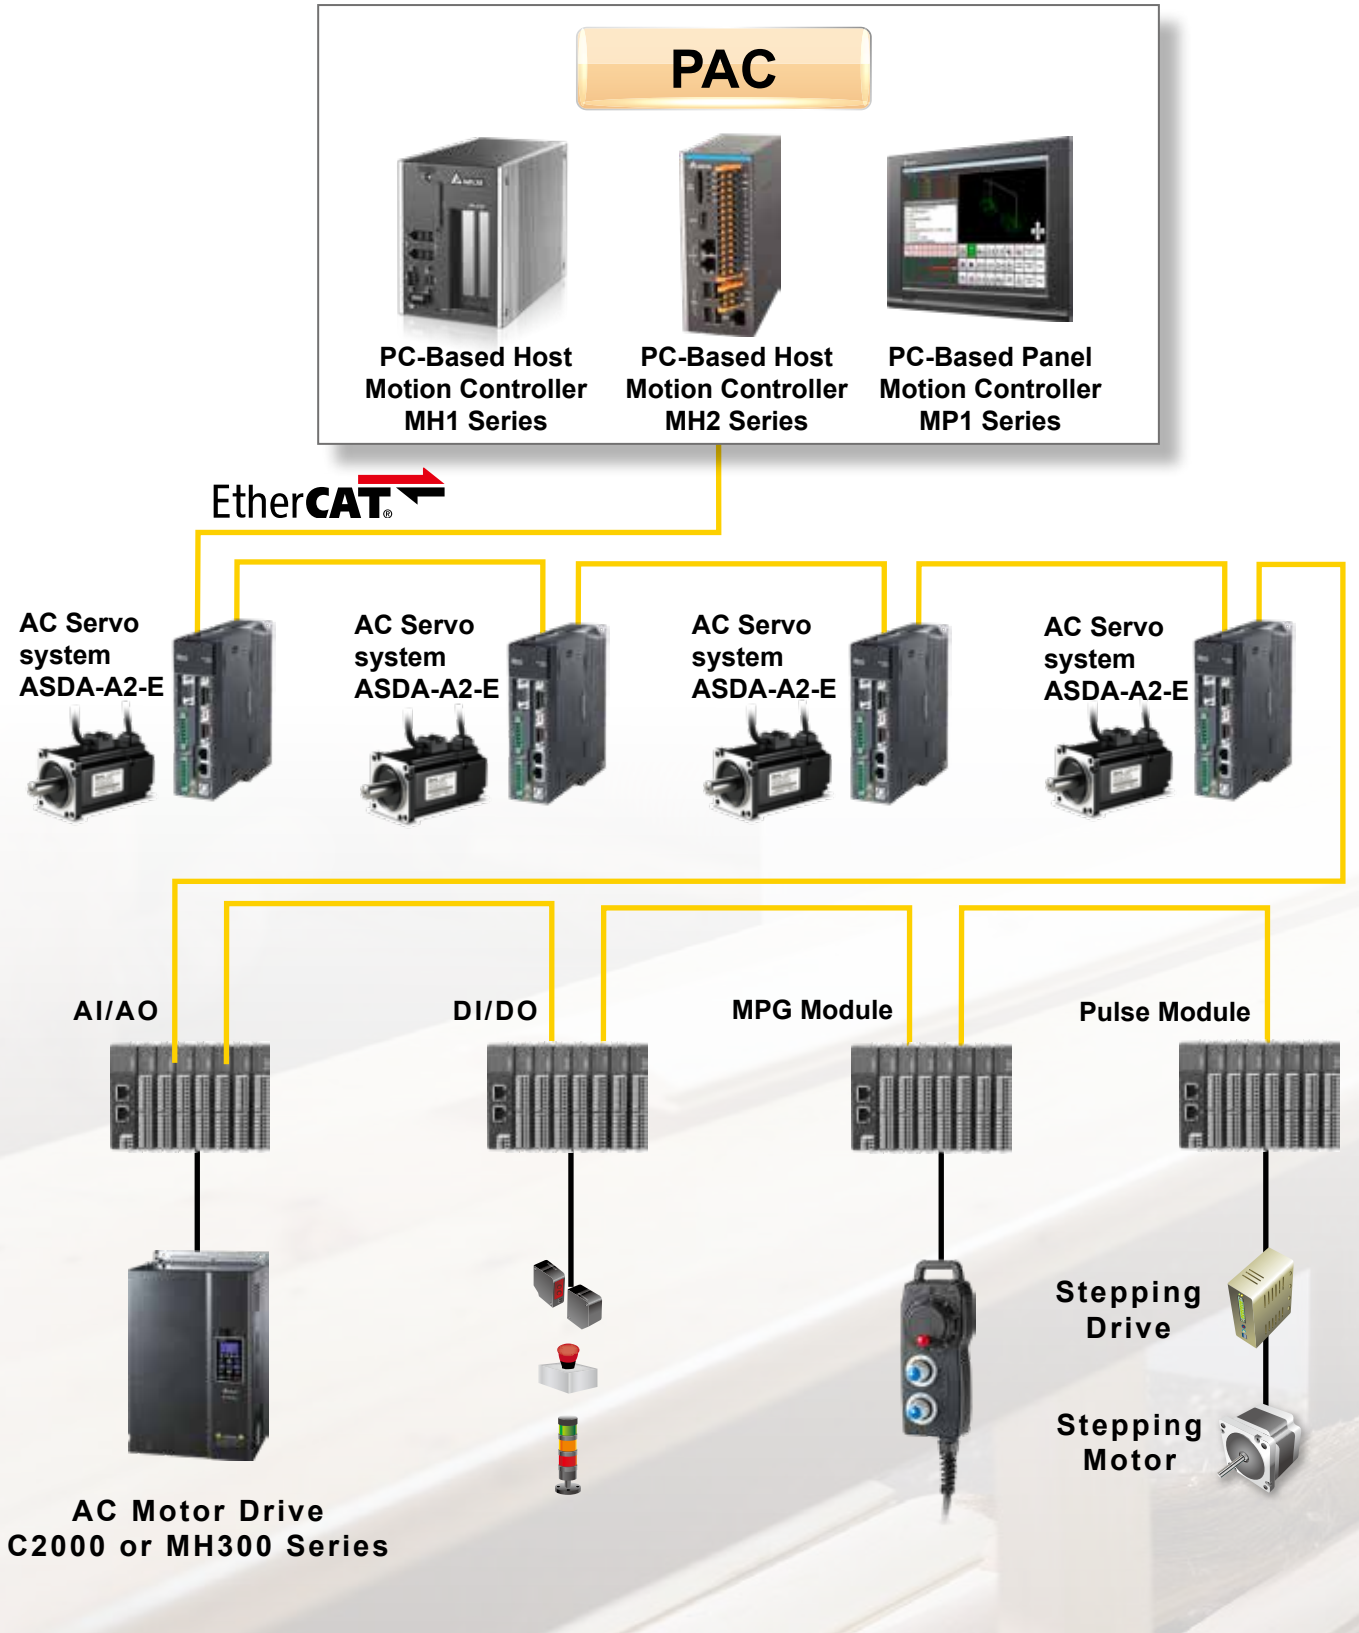 PAC
PC-Based Host
Motion Controller
MH1 Series
PC-Based Host
Motion Controller
MH2 Series
PC-Based Panel
Motion Controller
MP1 Series
EtherCAT®
AC Servo
system
ASDA-A2-E
AC Servo
system
ASDA-A2-E
AC Servo
system
ASDA-A2-E
AC Servo
system
ASDA-A2-E
AI/AO
DI/DO
MPG Module
Pulse Module
Stepping
Drive
Stepping
Motor
AC Motor Drive
C2000 or MH300 Series